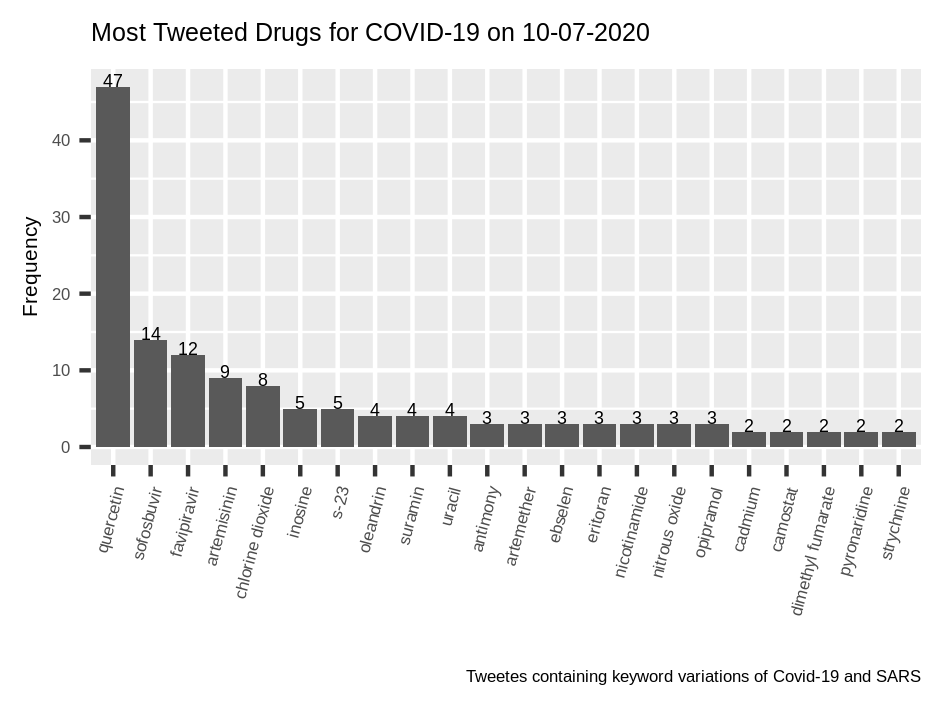 Most Tweeted Drugs for COVID-19 on 10-07-2020
Frequency
40
30
20
10
0
47
14
12
9
8
5
5
4
4
4
3
3
3
3
3
3
3
2
2
2
2
2
quercetin
sofosbuvir
favipiravir
artemisinin
chlorine dioxide
inosine
s-23
oleandrin
suramin
uracil
antimony
artemether
ebselen
eritoran
nicotinamide
nitrous oxide
opipramol
cadmium
camostat
dimethyl fumarate
pyronaridine
strychnine
Tweetes containing keyword variations of Covid-19 and SARS